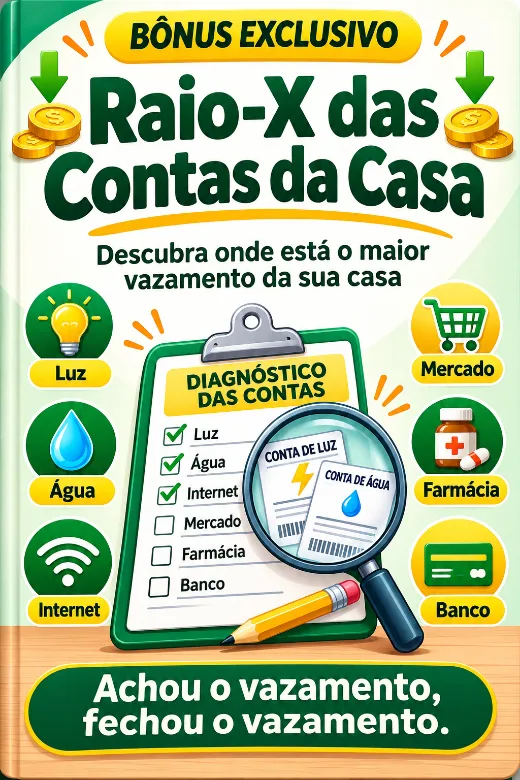 BÔNUS EXCLUSIVO
Raio-X das
Contas da Casa
Descubra onde está o maior
vazamento da sua casa
Luz
Água
Internet
DIAGNÓSTICO
DAS CONTAS
Luz
Água
Internet
Mercado
Farmácia
Banco
CONTA DE LUZ
CONTA DE ÁGUA
Mercado
Farmácia
Banco
Achou o vazamento,
fechou o vazamento.